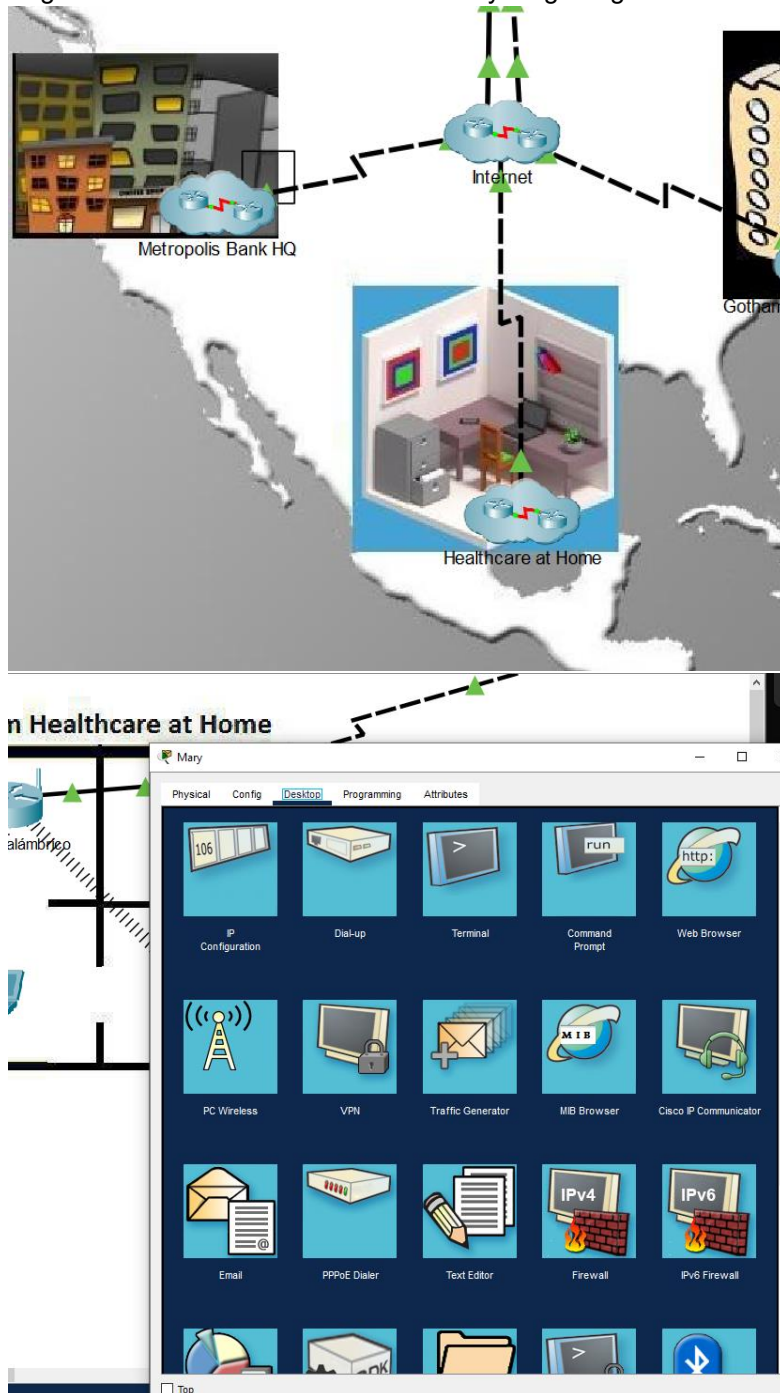 Internet
Metropolis Bank HQ
Gotham
Healthcare at Home
n Healthcare at Home
Mary
Physical Config Desktop Programming Attributes
alámbrico
106
>
run
http:
IP
Configuration
Dial-up
Terminal
Command
Prompt
Web Browser
MIB
PC Wireless
VPN
Traffic Generator
MIB Browser
Cisco IP Communicator
@
IPv4
IPv6
Email
PPPoE Dialer
Text Editor
Firewall
IPv6 Firewall
>
Top